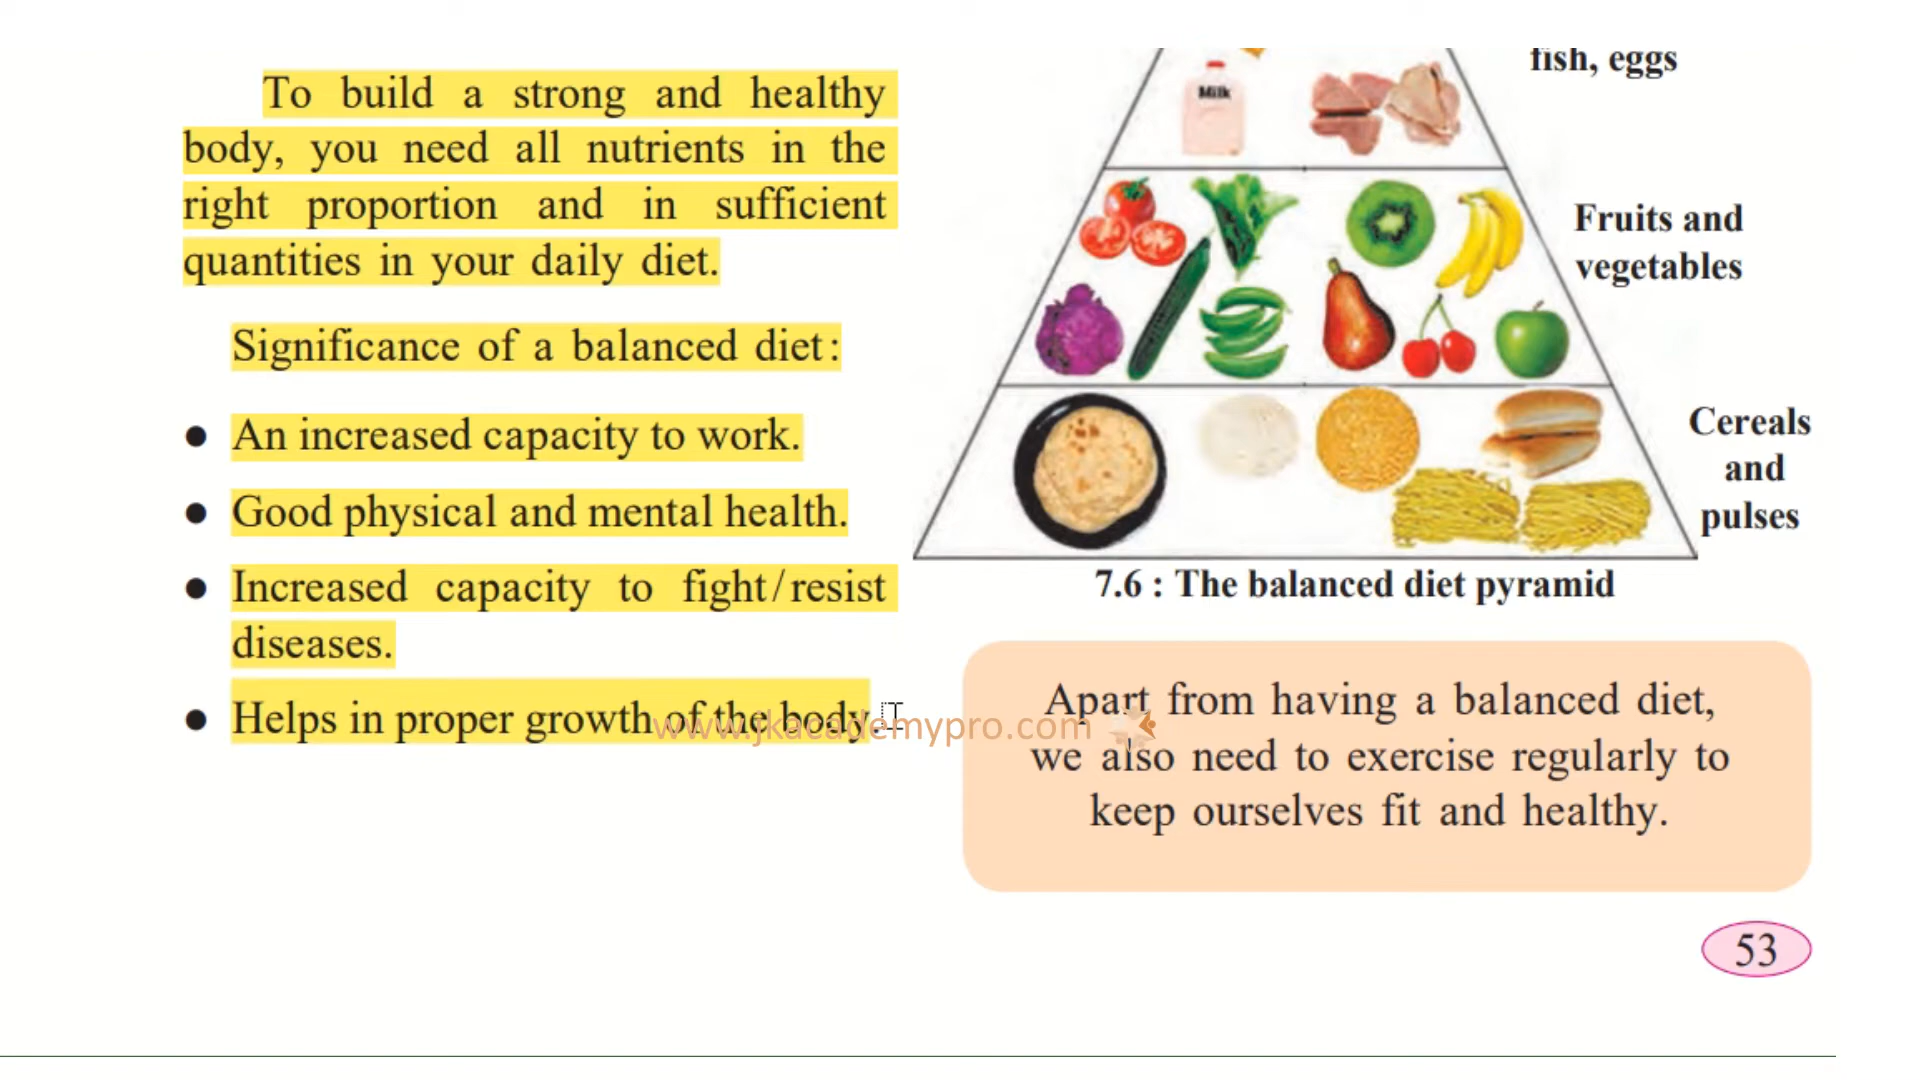 To build a strong and healthy
body, you need all nutrients in the
right proportion and in sufficient
quantities in your daily diet.
Significance of a balanced diet:
● An increased capacity to work.
● Good physical and mental health.
● Increased capacity to fight/resist
diseases.
● Helps in proper growth of the body.
www.jkacademypro.com
fish, eggs
Milk
Fruits and
vegetables
Cereals
and
pulses
7.6 : The balanced diet pyramid
Apart from having a balanced diet,
we also need to exercise regularly to
keep ourselves fit and healthy.
53